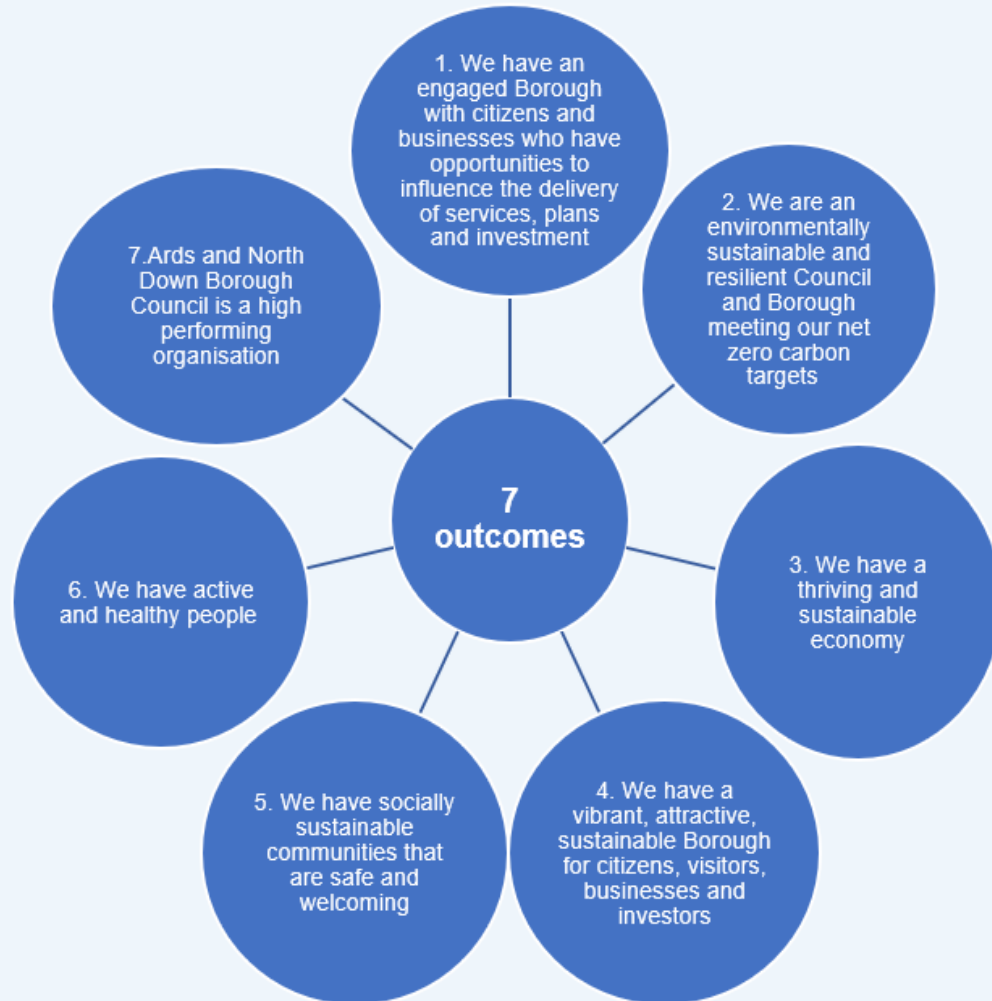 1. We have an
engaged Borough
with citizens and
businesses who have
opportunities to
influence the delivery
of services, plans
and investment
2. We are an
environmentally
sustainable and
resilient Council
and Borough
meeting our net
zero carbon
targets
3. We have a
thriving and
sustainable
economy
4. We have a
vibrant, attractive,
sustainable Borough
for citizens, visitors,
businesses and
investors
5. We have socially
sustainable
communities that
are safe and
welcoming
6. We have active
and healthy people
7.Ards and North
Down Borough
Council is a high
performing
organisation
7
outcomes